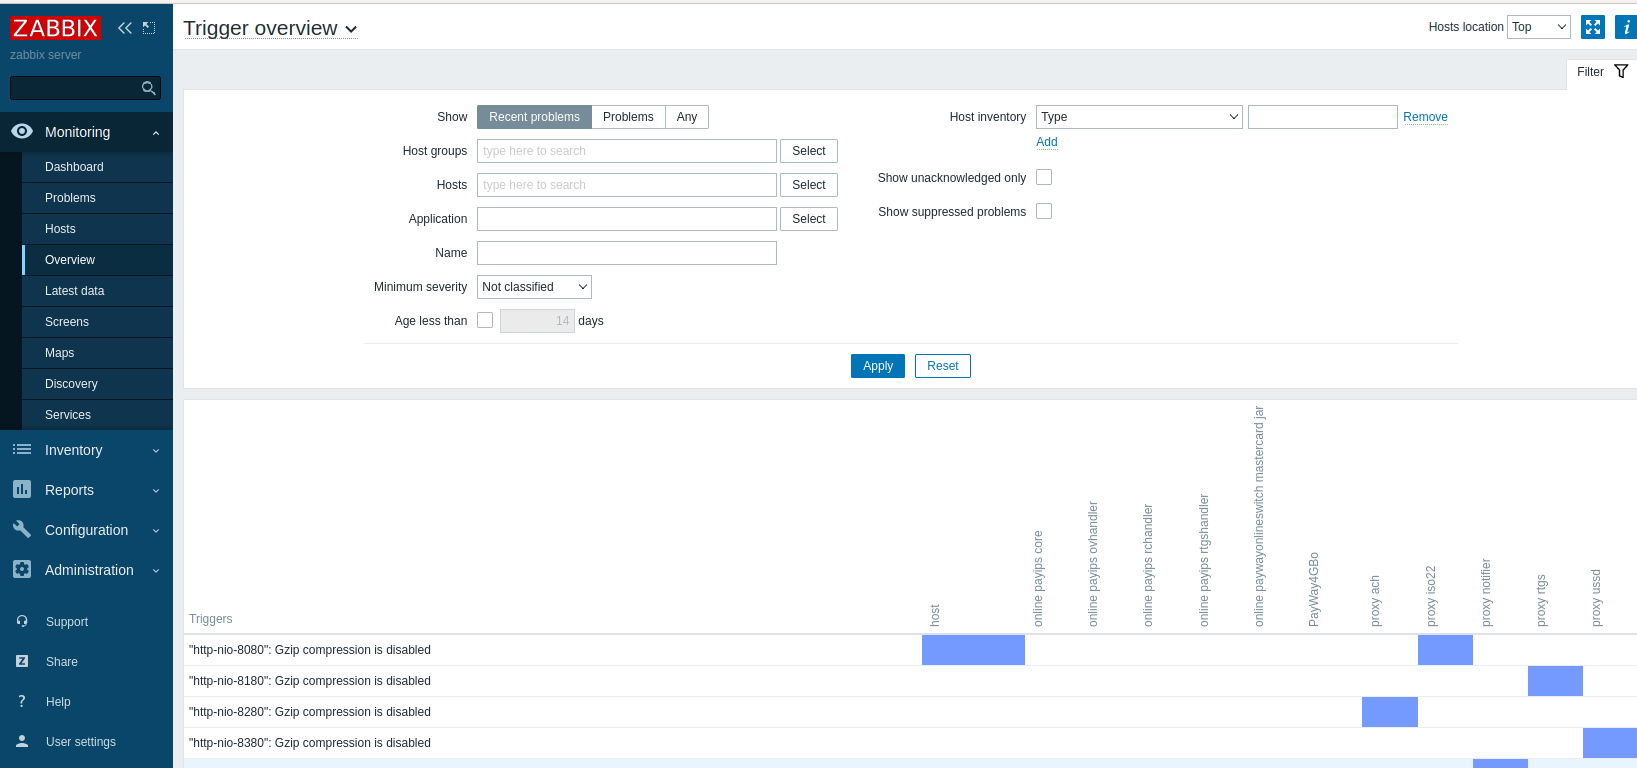 ZABBIX
zabbix server
Monitoring
Dashboard
Problems
Hosts
Overview
Latest data
Screens
Maps
Discovery
Services
Inventory
Reports
Configuration
Administration
Support
Z Share
? Help
User settings
Trigger overview
Hosts location Top
i
Filter
Show Recent problems Problems Any
Host groups type here to search Select
Hosts type here to search Select
Application Select
Name
Minimum severity Not classified
Age less than 14 days
Host inventory Type Remove
Add
Show unacknowledged only
Show suppressed problems
Apply Reset
Triggers
host
online payips core
online payips ovhandler
online payips rchandler
online payips rtgshandler
online paywayonlineswitch mastercard jar
PayWay4GBo
proxy ach
proxy iso22
proxy notifier
proxy rtgs
proxy ussd
"http-nio-8080": Gzip compression is disabled
"http-nio-8180": Gzip compression is disabled
"http-nio-8280": Gzip compression is disabled
"http-nio-8380": Gzip compression is disabled